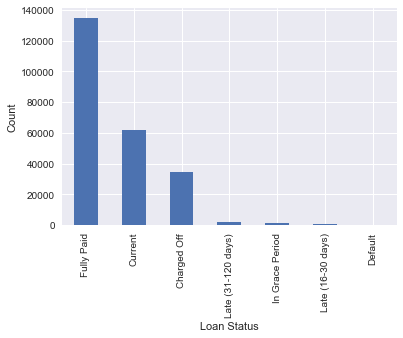 140000
120000
100000
80000
60000
40000
20000
0
Count
Fully Paid
Current
Charged Off
Late (31-120 days)
In Grace Period
Late (16-30 days)
Default
Loan Status